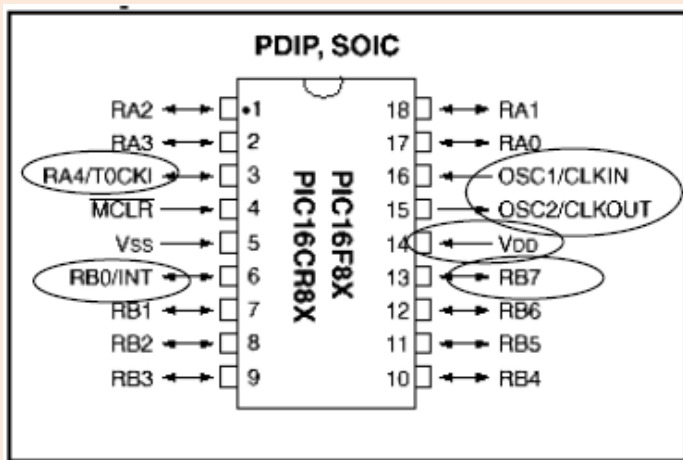 PDIP, SOIC
RA2 •1 18 RA1
RA3 2 17 RA0
RA4/T0CKI 3 16 OSC1/CLKIN
MCLR 4 15 OSC2/CLKOUT
VSS 5 14 VDD
RB0/INT 6 13 RB7
RB1 7 12 RB6
RB2 8 11 RB5
RB3 9 10 RB4
PIC16F8X
PIC16CR8X